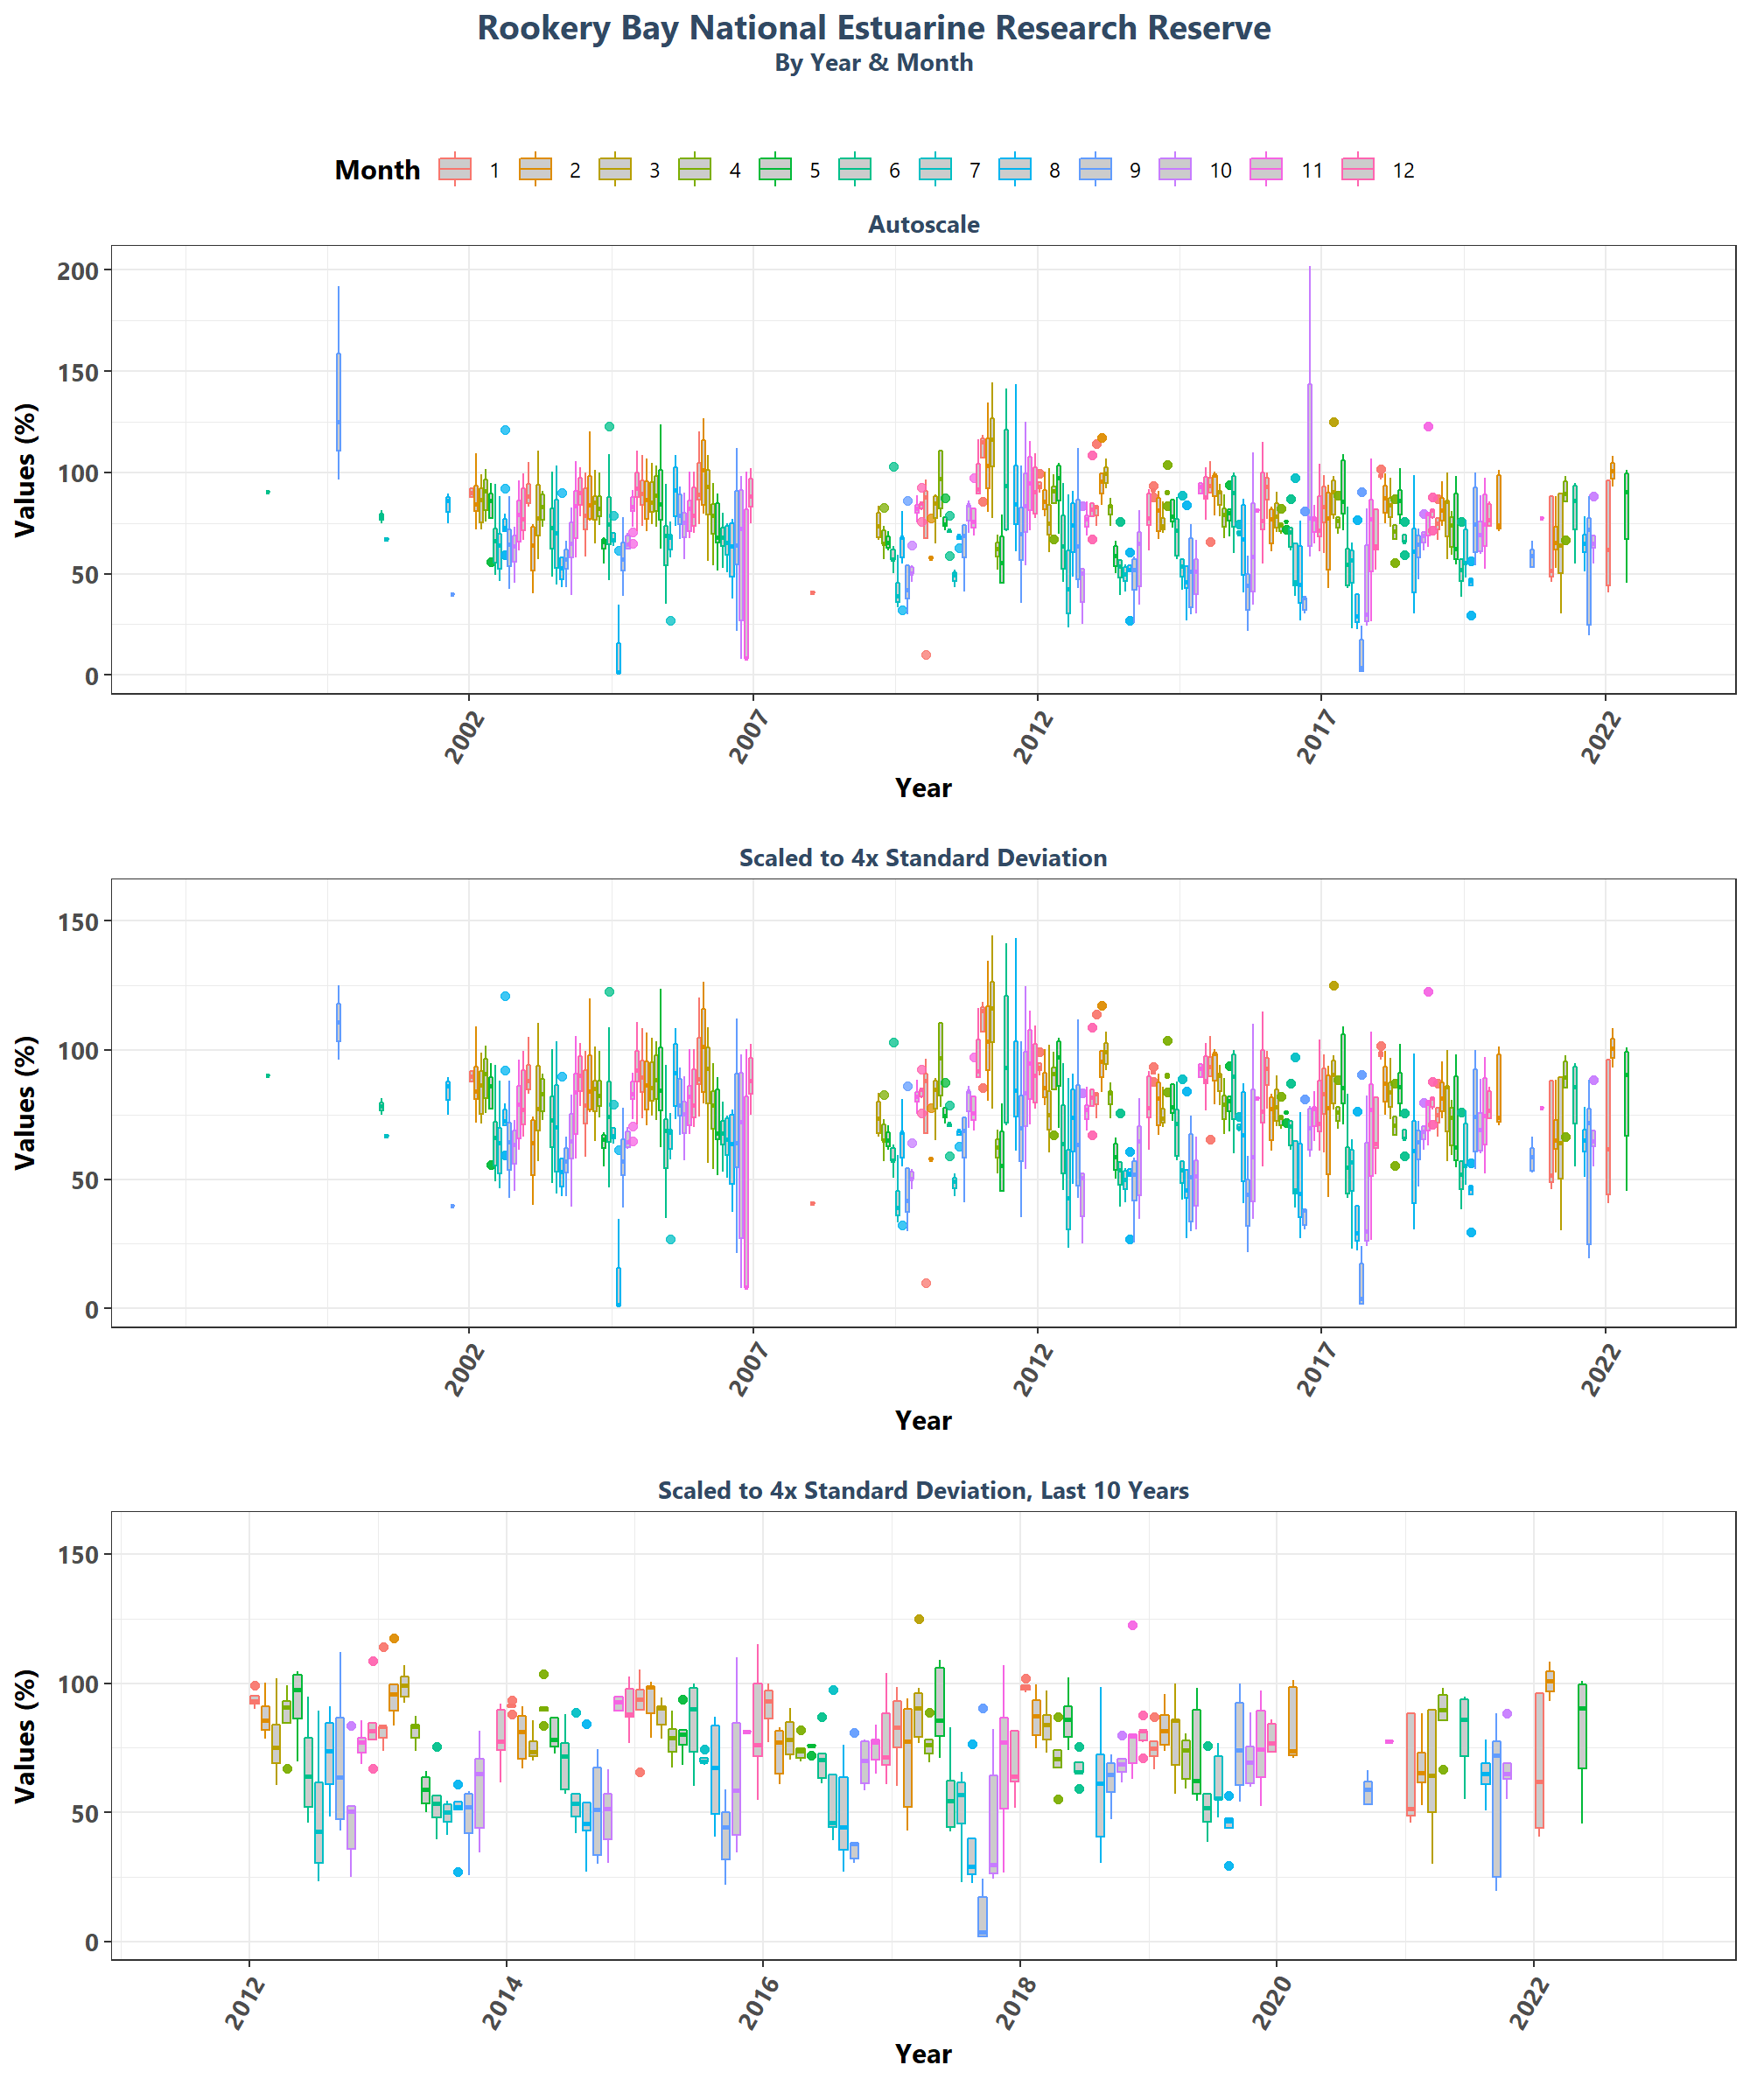 Rookery Bay National Estuarine Research Reserve
By Year & Month
Month 1 2 3 4 5 6 7 8 9 10 11 12
Autoscale
Values (%)
200
150
100
50
0
2002 2007 2012 2017 2022
Year
Scaled to 4x Standard Deviation
Values (%)
150
100
50
0
2002 2007 2012 2017 2022
Year
Scaled to 4x Standard Deviation, Last 10 Years
Values (%)
150
100
50
0
2012 2014 2016 2018 2020 2022
Year